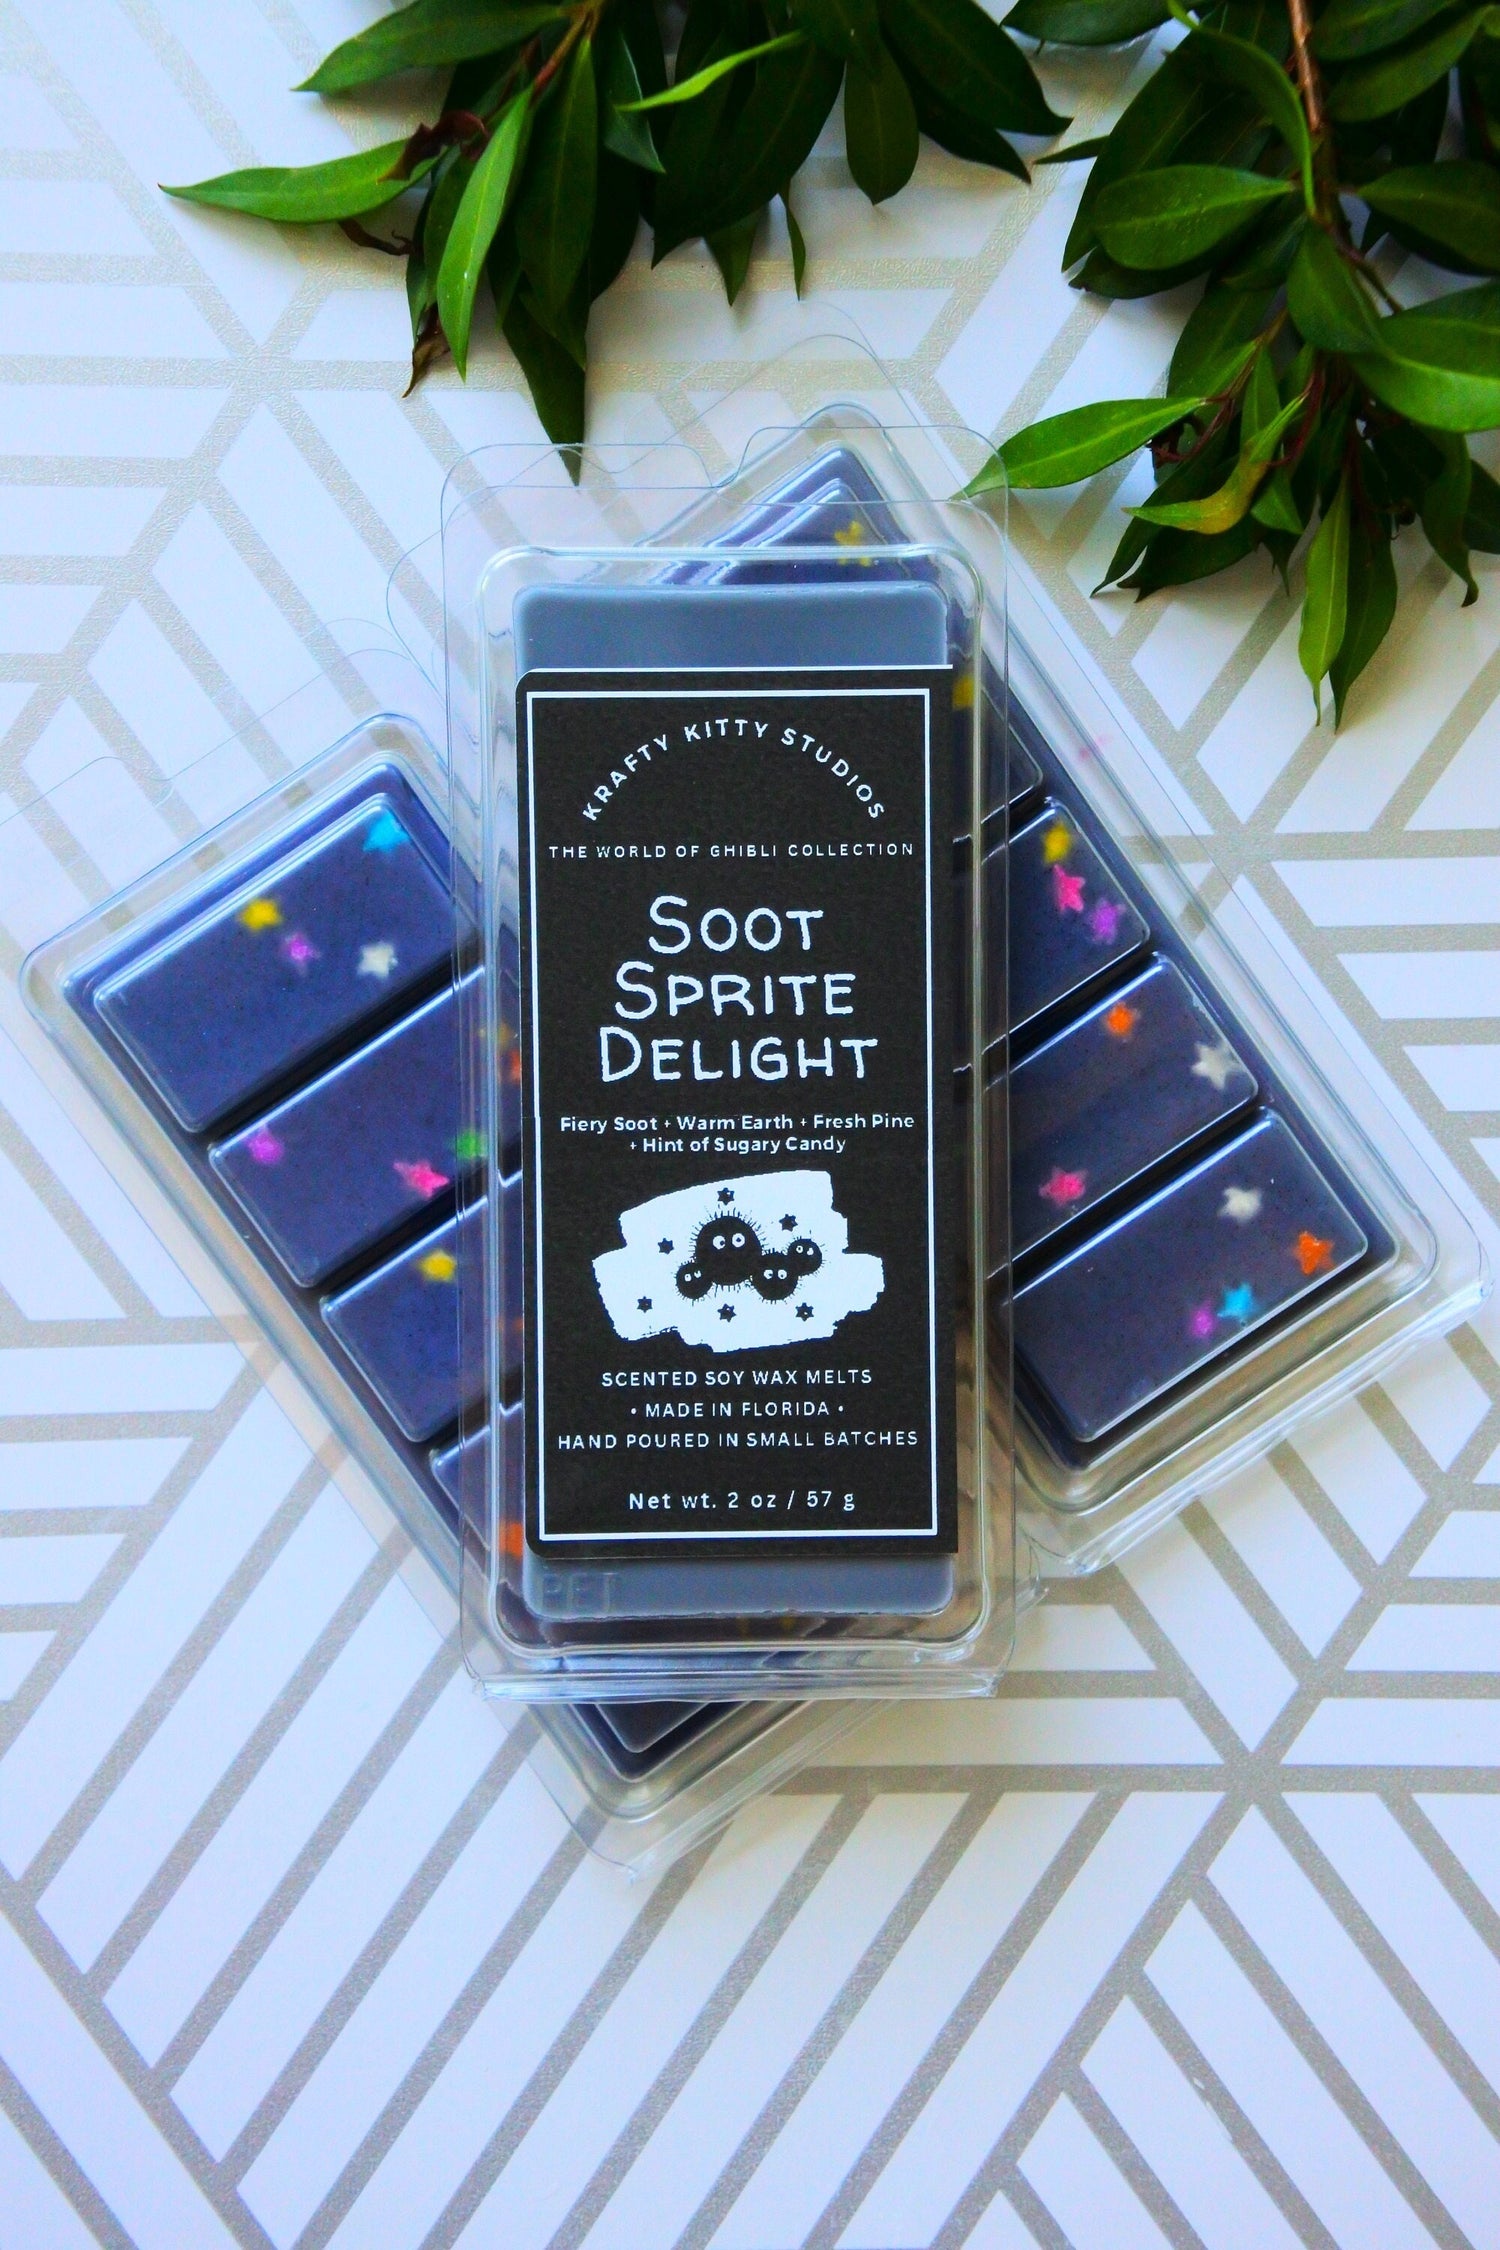 KRAFTY KITTY STUDIOS
THE WORLD OF GHIBLI COLLECTION
SOOT
SPRITE
DELIGHT
Fiery Soot + Warm Earth + Fresh Pine
+ Hint of Sugary Candy
SCENTED SOY WAX MELTS
• MADE IN FLORIDA •
HAND POURED IN SMALL BATCHES
Net wt. 2 oz / 57 g
PET